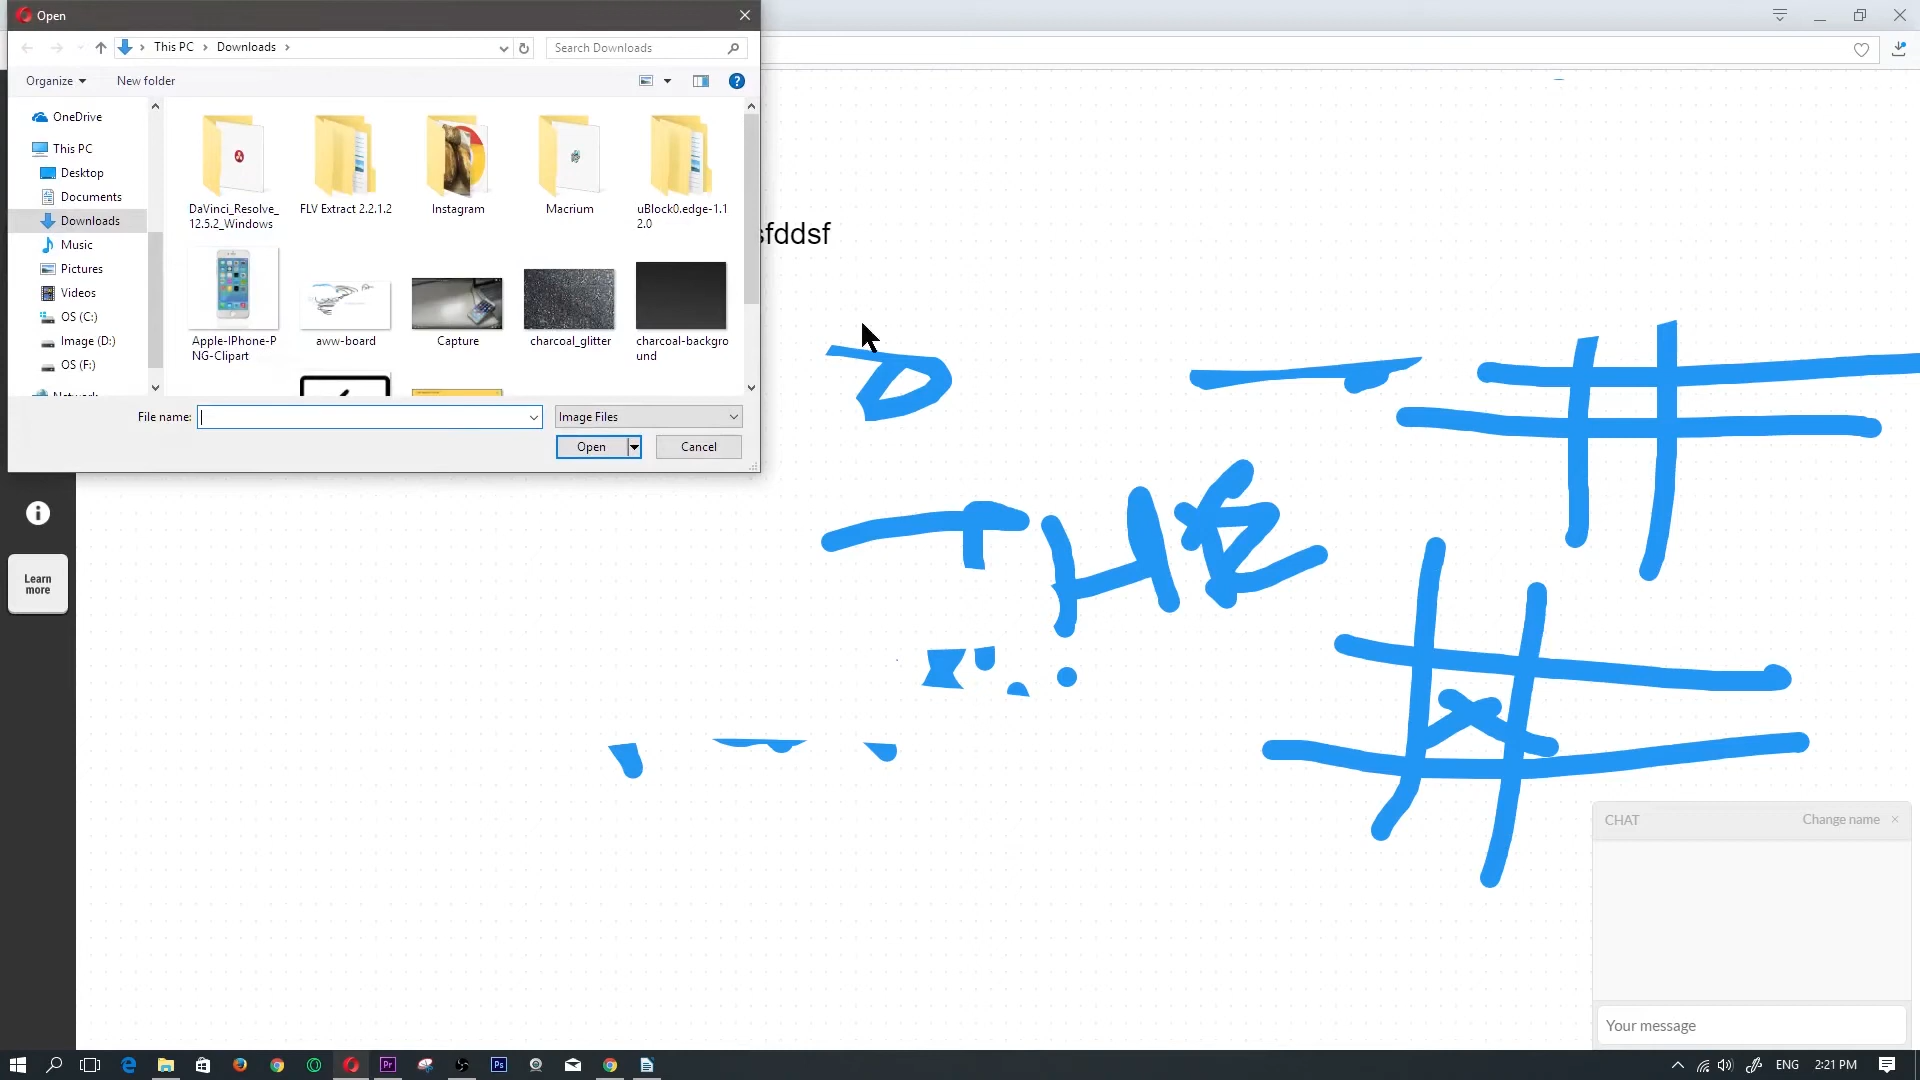 Open
This PC
Downloads
Search Downloads
Organize
New folder
OneDrive
This PC
Desktop
Documents
Downloads
Music
Pictures
Videos
OS (C:)
Image (D:)
OS (F:)
DaVinci_Resolve_
12.5.2_Windows
FLV Extract 2.2.1.2
Instagram
Macrium
uBlock0.edge-1.1
2.0
Apple-IPhone-P
NG-Clipart
aww-board
Capture
charcoal_glitter
charcoal-backgro
und
File name:
Image Files
Open
Cancel
sfddsf
THE
Learn
more
CHAT
Change name
Your message
Pr
Ps
ENG
2:21 PM